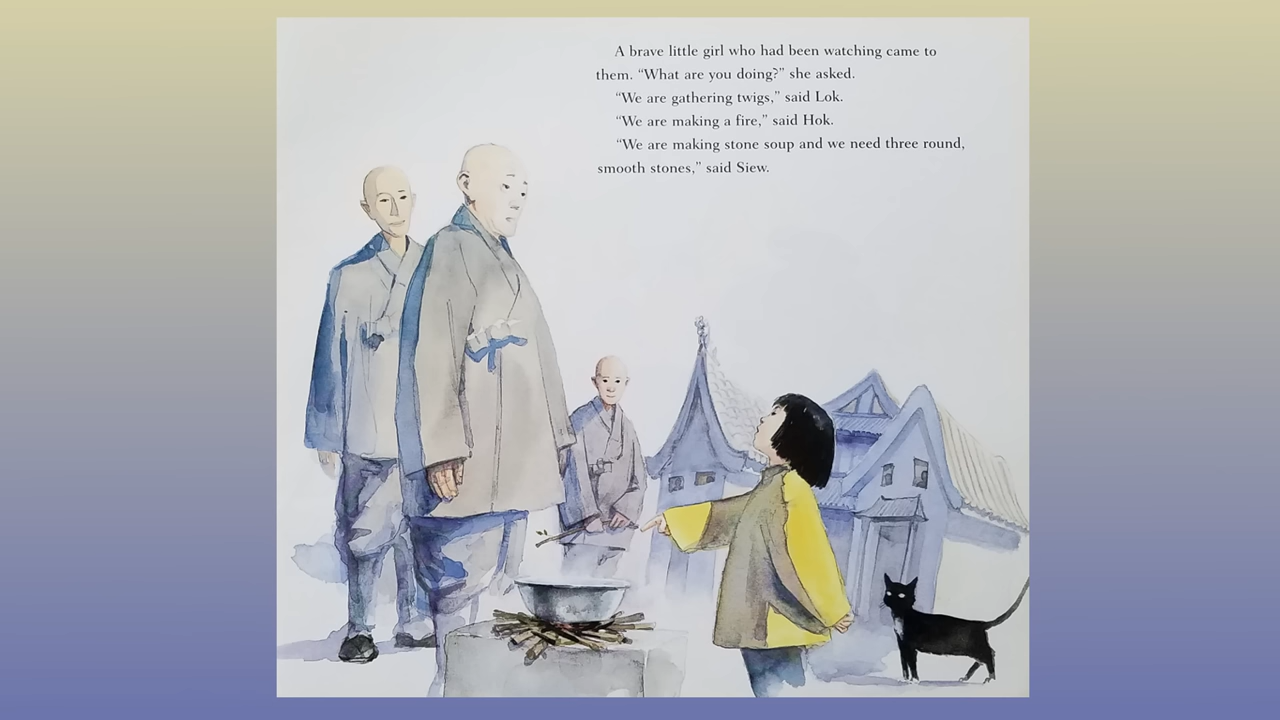 A brave little girl who had been watching came to
them. “What are you doing?” she asked.
“We are gathering twigs,” said Lok.
“We are making a fire,” said Hok.
“We are making stone soup and we need three round,
smooth stones,” said Siew.